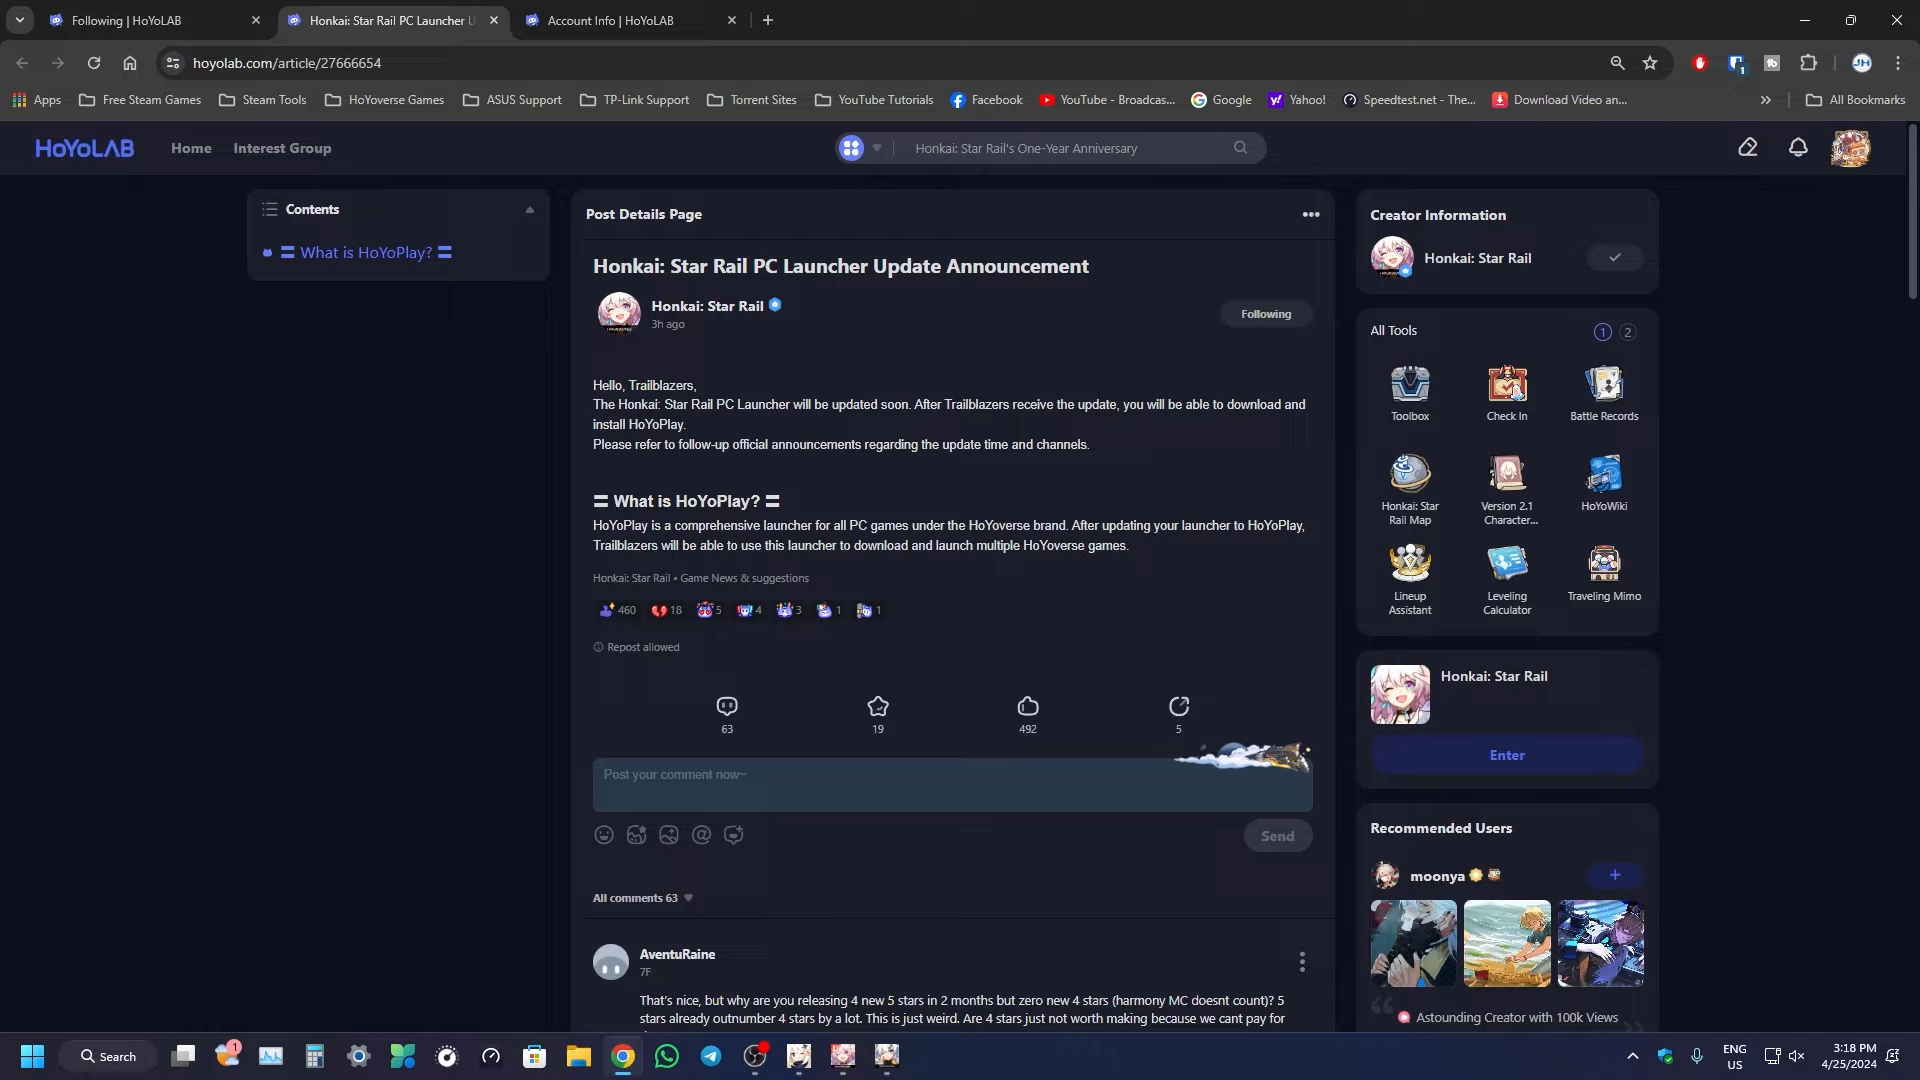 Following | HoYoLAB
Honkai: Star Rail PC Launcher U
Account Info | HoYoLAB
hoyolab.com/article/27666654
1
JH
Apps
Free Steam Games
Steam Tools
HoYoverse Games
ASUS Support
TP-Link Support
Torrent Sites
YouTube Tutorials
Facebook
YouTube - Broadcas...
Google
Yahoo!
Speedtest.net - The...
Download Video an...
All Bookmarks
HoYoLAB
Home
Interest Group
Honkai: Star Rail's One-Year Anniversary
Contents
〓 What is HoYoPlay? 〓
Post Details Page
Honkai: Star Rail PC Launcher Update Announcement
Honkai: Star Rail
3h ago
Following
Hello, Trailblazers,
The Honkai: Star Rail PC Launcher will be updated soon. After Trailblazers receive the update, you will be able to download and
install HoYoPlay.
Please refer to follow-up official announcements regarding the update time and channels.
〓 What is HoYoPlay? 〓
HoYoPlay is a comprehensive launcher for all PC games under the HoYoverse brand. After updating your launcher to HoYoPlay,
Trailblazers will be able to use this launcher to download and launch multiple HoYoverse games.
Honkai: Star Rail • Game News & suggestions
460
18
5
4
3
1
1
Repost allowed
63
19
492
5
Post your comment now~
Send
All comments 63
AventuRaine
7F
That's nice, but why are you releasing 4 new 5 stars in 2 months but zero new 4 stars (harmony MC doesnt count)? 5
stars already outnumber 4 stars by a lot. This is just weird. Are 4 stars just not worth making because we cant pay for
Creator Information
Honkai: Star Rail
All Tools
1
2
Toolbox
Check In
Battle Records
Honkai: Star
Rail Map
Version 2.1
Character...
HoYoWiki
Lineup
Assistant
Leveling
Calculator
Traveling Mimo
Honkai: Star Rail
Enter
Recommended Users
moonya
Astounding Creator with 100k Views
1
Search
ENG
US
3:18 PM
4/25/2024